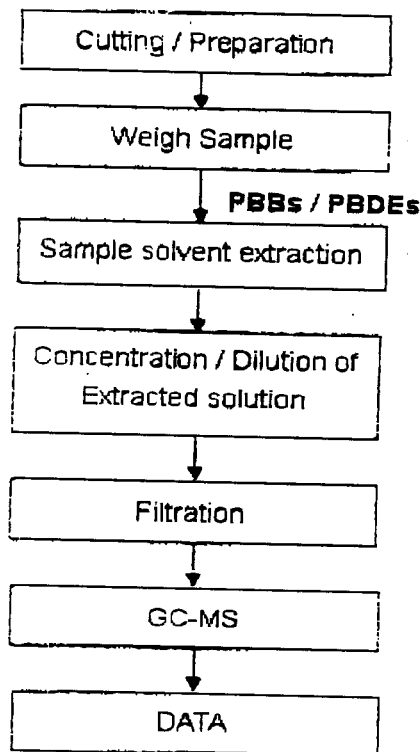 Cutting / Preparation
Weigh Sample
PBBs / PBDEs
Sample solvent extraction
Concentration / Dilution of
Extracted solution
Filtration
GC-MS
DATA